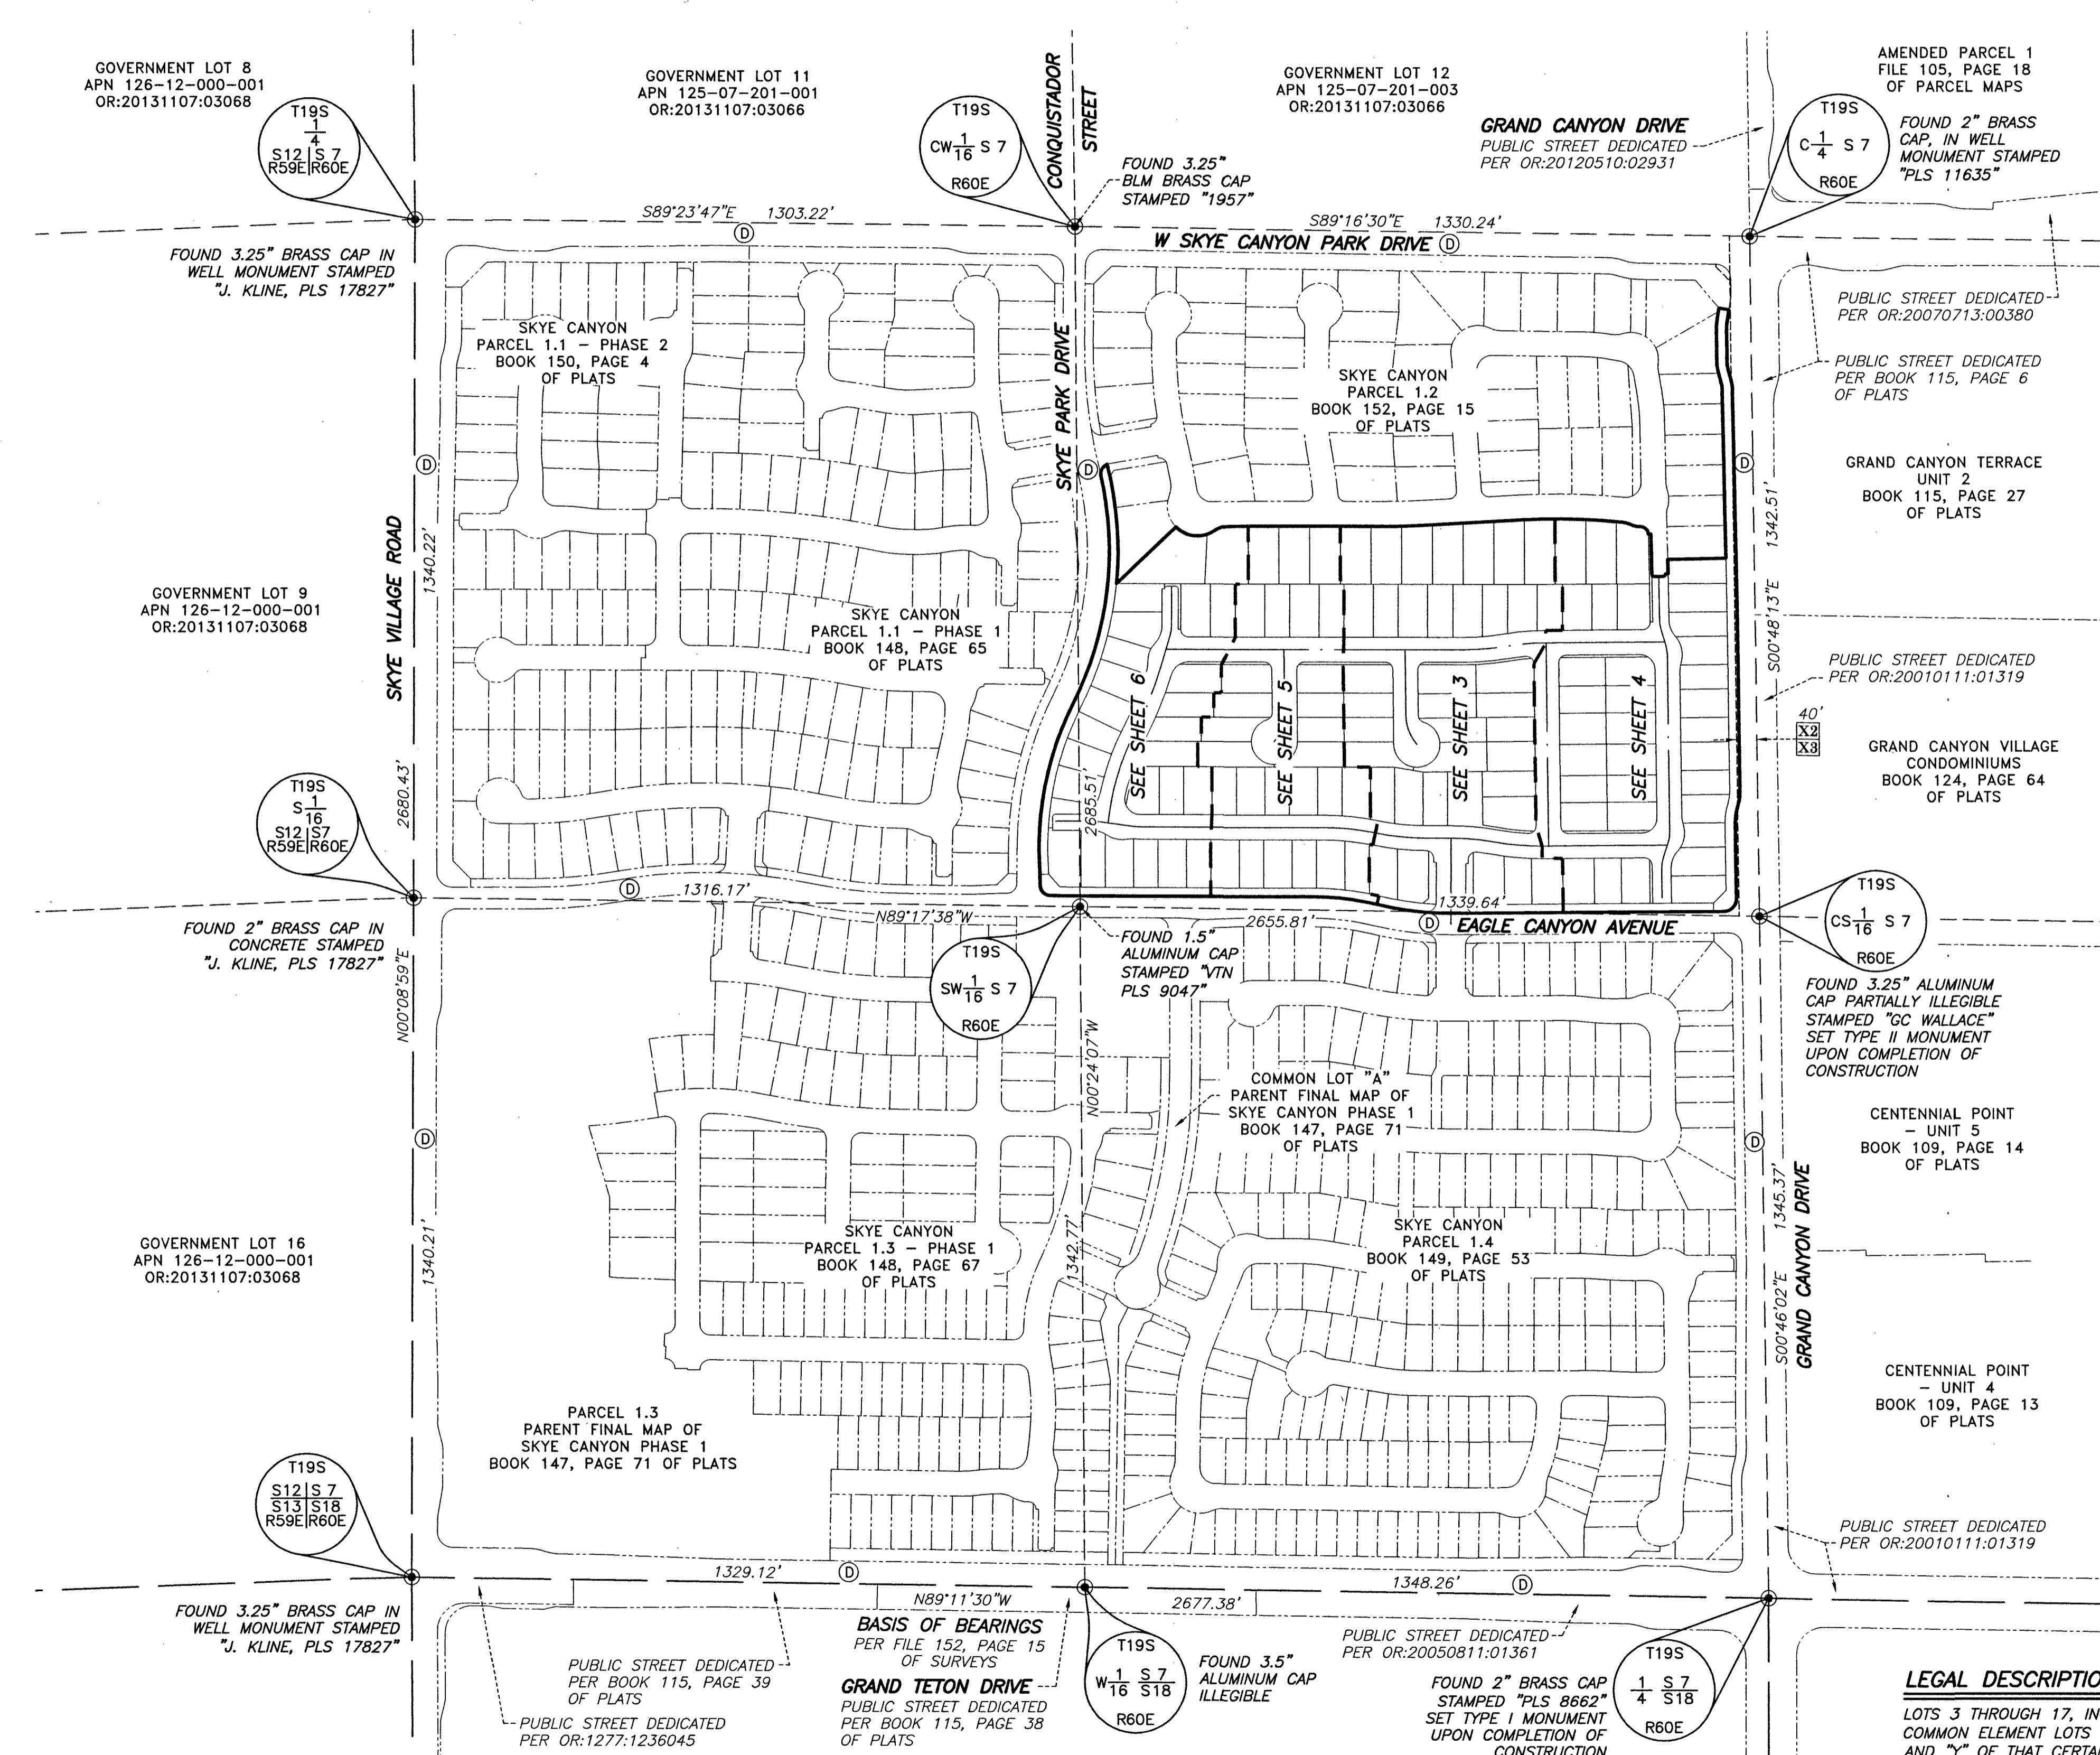 GOVERNMENT LOT 8
APN 126-12-000-001
OR:20131107:03068
T19S
1
4
S12 S 7
R59E R60E
GOVERNMENT LOT 11
APN 125-07-201-001
OR:20131107:03066
T19S
CW 1/16 S 7
R60E
CONQUISTADOR
STREET
GOVERNMENT LOT 12
APN 125-07-201-003
OR:20131107:03066
GRAND CANYON DRIVE
PUBLIC STREET DEDICATED
PER OR:20120510:02931
T19S
C 1/4 S 7
R60E
AMENDED PARCEL 1
FILE 105, PAGE 18
OF PARCEL MAPS
FOUND 2" BRASS
CAP, IN WELL
MONUMENT STAMPED
"PLS 11635"
FOUND 3.25"
BLM BRASS CAP
STAMPED "1957"
S89°23'47"E 1303.22'
D
S89°16'30"E 1330.24'
W SKYE CANYON PARK DRIVE D
FOUND 3.25" BRASS CAP IN
WELL MONUMENT STAMPED
"J. KLINE, PLS 17827"
PUBLIC STREET DEDICATED
PER OR:20070713:00380
SKYE CANYON
PARCEL 1.1 – PHASE 2
BOOK 150, PAGE 4
OF PLATS
SKYE PARK DRIVE
D
SKYE CANYON
PARCEL 1.2
BOOK 152, PAGE 15
OF PLATS
PUBLIC STREET DEDICATED
PER BOOK 115, PAGE 6
OF PLATS
D
D
GRAND CANYON TERRACE
UNIT 2
BOOK 115, PAGE 27
OF PLATS
1342.51'
S00°48'13"E
SKYE VILLAGE ROAD
1340.22'
2680.43'
GOVERNMENT LOT 9
APN 126-12-000-001
OR:20131107:03068
SKYE CANYON
PARCEL 1.1 – PHASE 1
BOOK 148, PAGE 65
OF PLATS
SEE SHEET 6
SEE SHEET 5
SEE SHEET 3
SEE SHEET 4
PUBLIC STREET DEDICATED
PER OR:20010111:01319
40'
X2
X3
GRAND CANYON VILLAGE
CONDOMINIUMS
BOOK 124, PAGE 64
OF PLATS
2685.51'
T19S
S 1/16
S12 S7
R59E R60E
D
1316.17'
N89°17'38"W
2655.81'
1339.64'
D
EAGLE CANYON AVENUE
T19S
CS 1/16 S 7
R60E
FOUND 2" BRASS CAP IN
CONCRETE STAMPED
"J. KLINE, PLS 17827"
N00°08'59"E
T19S
SW 1/16 S 7
R60E
FOUND 1.5"
ALUMINUM CAP
STAMPED "VTN
PLS 9047"
FOUND 3.25" ALUMINUM
CAP PARTIALLY ILLEGIBLE
STAMPED "GC WALLACE"
SET TYPE II MONUMENT
UPON COMPLETION OF
CONSTRUCTION
N00°24'07"W
COMMON LOT "A"
PARENT FINAL MAP OF
SKYE CANYON PHASE 1
BOOK 147, PAGE 71
OF PLATS
D
D
CENTENNIAL POINT
– UNIT 5
BOOK 109, PAGE 14
OF PLATS
1345.37'
S00°46'02"E
GRAND CANYON DRIVE
GOVERNMENT LOT 16
APN 126-12-000-001
OR:20131107:03068
1340.21'
SKYE CANYON
PARCEL 1.3 – PHASE 1
BOOK 148, PAGE 67
OF PLATS
1342.77'
SKYE CANYON
PARCEL 1.4
BOOK 149, PAGE 53
OF PLATS
CENTENNIAL POINT
– UNIT 4
BOOK 109, PAGE 13
OF PLATS
PARCEL 1.3
PARENT FINAL MAP OF
SKYE CANYON PHASE 1
BOOK 147, PAGE 71 OF PLATS
T19S
S12 S 7
S13 S18
R59E R60E
PUBLIC STREET DEDICATED
PER OR:20010111:01319
1329.12'
D
N89°11'30"W
2677.38'
1348.26'
D
FOUND 3.25" BRASS CAP IN
WELL MONUMENT STAMPED
"J. KLINE, PLS 17827"
BASIS OF BEARINGS
PER FILE 152, PAGE 15
OF SURVEYS
GRAND TETON DRIVE
PUBLIC STREET DEDICATED
PER BOOK 115, PAGE 38
OF PLATS
PUBLIC STREET DEDICATED
PER BOOK 115, PAGE 39
OF PLATS
PUBLIC STREET DEDICATED
PER OR:1277:1236045
T19S
W 1/16 S 7
S18
R60E
FOUND 3.5"
ALUMINUM CAP
ILLEGIBLE
PUBLIC STREET DEDICATED
PER OR:20050811:01361
FOUND 2" BRASS CAP
STAMPED "PLS 8662"
SET TYPE I MONUMENT
UPON COMPLETION OF
CONSTRUCTION
T19S
1/4 S 7
S18
R60E
LEGAL DESCRIPTIO
LOTS 3 THROUGH 17, IN
COMMON ELEMENT LOTS
AND "Y" OF THAT CERTA